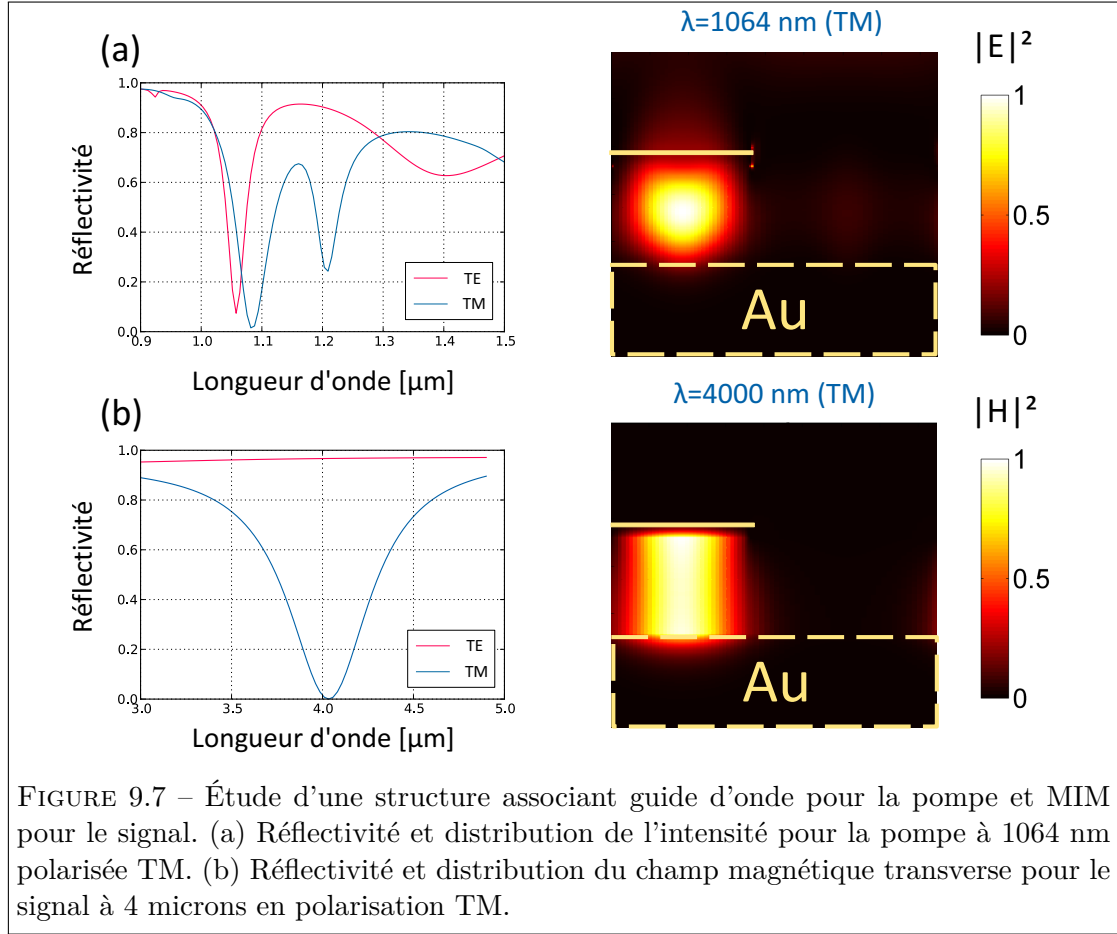 (a)
λ=1064 nm (TM)
|E|²
1.0
0.8
0.6
0.4
0.2
0.0
Réflectivité
TE
TM
0.9 1.0 1.1 1.2 1.3 1.4 1.5
Longueur d'onde [μm]
Au
1
0.5
0
(b)
λ=4000 nm (TM)
|H|²
1.0
0.8
0.6
0.4
0.2
0.0
Réflectivité
TE
TM
3.0 3.5 4.0 4.5 5.0
Longueur d'onde [μm]
Au
1
0.5
0
FIGURE 9.7 – Étude d'une structure associant guide d'onde pour la pompe et MIM
pour le signal. (a) Réflectivité et distribution de l'intensité pour la pompe à 1064 nm
polarisée TM. (b) Réflectivité et distribution du champ magnétique transverse pour le
signal à 4 microns en polarisation TM.